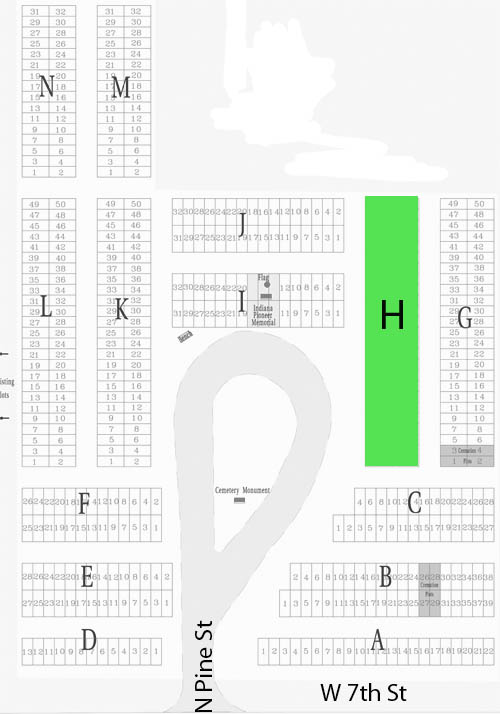 31 32 31 32
29 30 29 30
27 28 27 28
25 26 25 26
23 24 23 24
21 22 21 22
19 20 19 20
17 18 17 18
N M
15 16 15 16
13 14 13 14
11 12 11 12
9 10 9 10
7 8 7 8
5 6 5 6
3 4 3 4
1 2 1 2
49 50 49 50 49 50
47 48 47 48 47 48
45 46 45 46 45 46
43 44 43 44 43 44
41 42 41 42 41 42
39 40 39 40 39 40
37 38 37 38 37 38
35 36 35 36 35 36
33 34 33 34 33 34
31 32 31 32 31 32
29 30 29 30 29 30
L K H G
27 28 27 28 27 28
25 26 25 26 25 26
23 24 23 24 23 24
21 22 21 22 21 22
19 20 19 20 19 20
17 18 17 18 17 18
15 16 15 16 15 16
13 14 13 14 13 14
11 12 11 12 11 12
9 10 9 10 9 10
7 8 7 8 7 8
5 6 5 6 5 6
3 4 3 4 3 Cremation 4
1 2 1 2 1 Plots 2
32 30 28 26 24 22 20 18 16 14 12 10 8 6 4 2
J
31 29 27 25 23 21 19 17 15 13 11 9 7 5 3 1
Flag
32 30 28 26 24 22 20 12 10 8 6 4 2
I
31 29 27 25 23 21 19 11 9 7 5 3 1
Indiana
Pioneer
Memorial
Bench
isting
lots
Cemetery Monument
26 24 22 20 18 16 14 12 10 8 6 4 2
F
25 23 21 19 17 15 13 11 9 7 5 3 1
4 6 8 10 12 14 16 18 20 22 24 26 28
C
1 2 3 5 7 9 11 13 15 17 19 21 23 25 27
28 26 24 22 20 18 16 14 12 10 8 6 4 2
E
27 25 23 21 19 17 15 13 11 9 7 5 3 1
2 4 6 8 10 12 14 16 18 20 22 24 26 28 30 32 34 36 38
B
Cremation
Plots
1 3 5 7 9 11 13 15 17 19 21 23 25 27 29 31 33 35 37 39
D
13 12 11 10 9 8 7 6 5 4 3 2 1
A
1 2 3 4 5 6 7 8 9 10 11 12 13 14 15 16 17 18 19 20 21 22
N Pine St
W 7th St